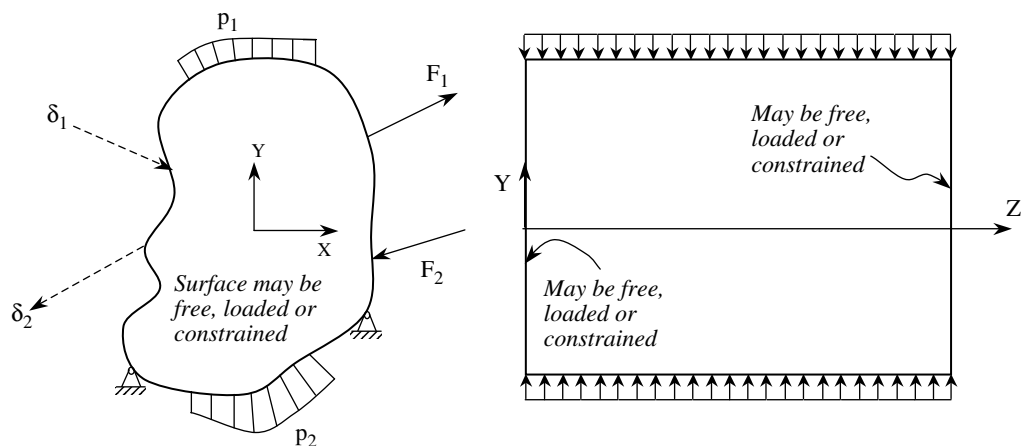 p1
F1
δ1
Y
X
F2
δ2
Surface may be
free, loaded or
constrained
p2
May be free,
loaded or
constrained
Y
Z
May be free,
loaded or
constrained